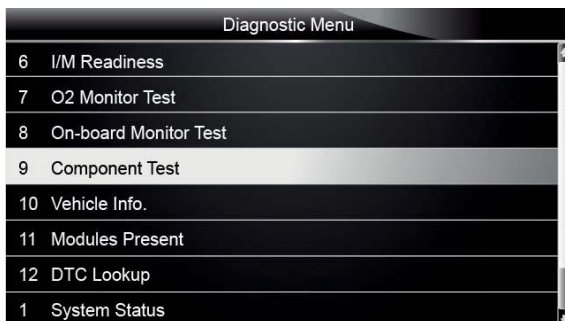 Diagnostic Menu
6 I/M Readiness
7 O2 Monitor Test
8 On-board Monitor Test
9 Component Test
10 Vehicle Info.
11 Modules Present
12 DTC Lookup
1 System Status